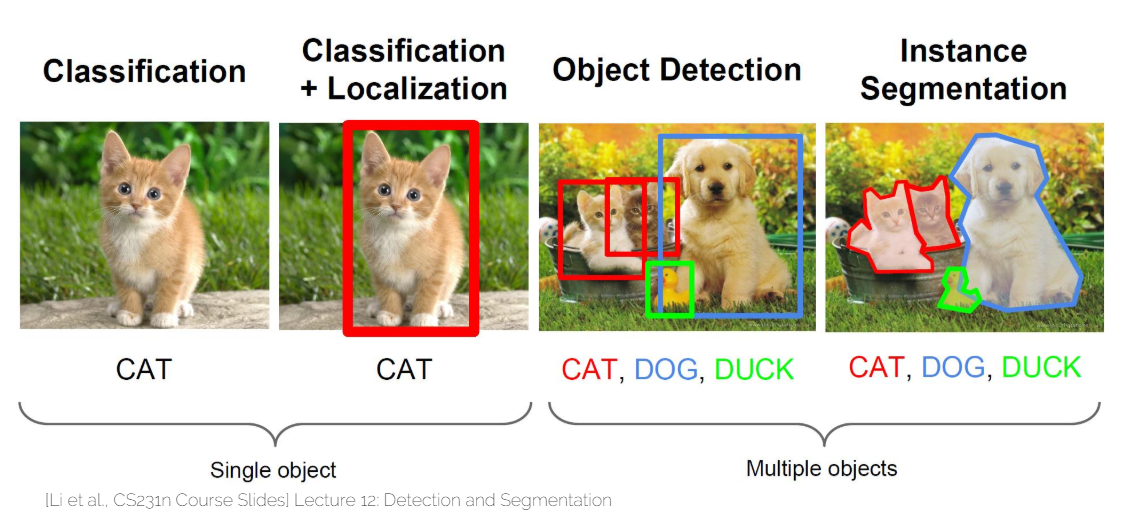 Classification
Classification
+ Localization
Object Detection
Instance
Segmentation
CAT
CAT
CAT, DOG, DUCK
CAT, DOG, DUCK
Single object
Multiple objects
[Li et al., CS231n Course Slides] Lecture 12: Detection and Segmentation